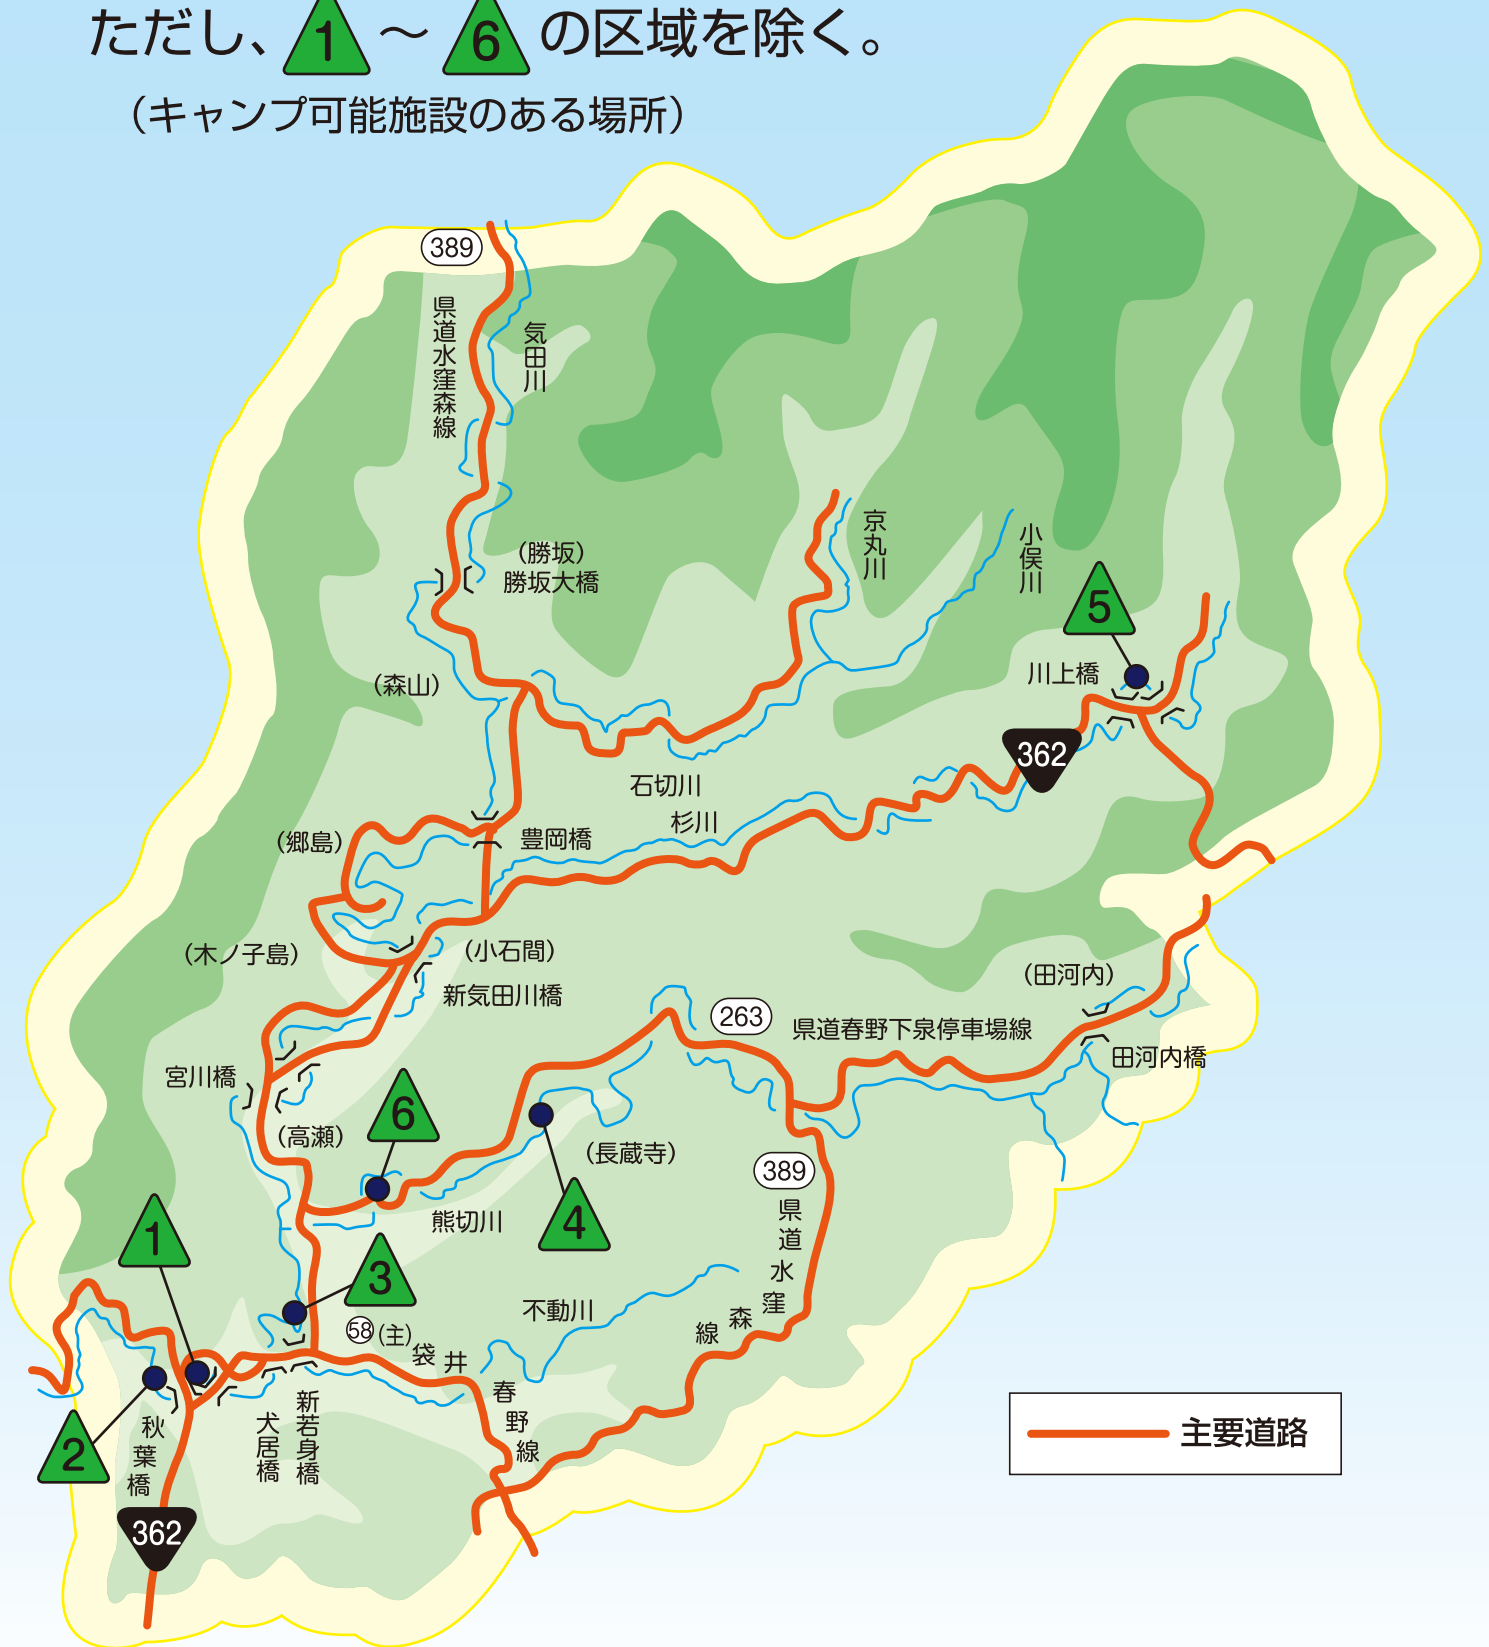 ただし、1～6の区域を除く。
（キャンプ可能施設のある場所）
389
県道水窪森線
気田川
（勝坂）
勝坂大橋
京丸川
小俣川
5
川上橋
（森山）
362
石切川
杉川
（郷島）
豊岡橋
（木ノ子島）
（小石間）
新気田川橋
（田河内）
263
県道春野下泉停車場線
田河内橋
宮川橋
（高瀬）
6
（長蔵寺）
389
県道水窪森線
熊切川
4
1
3
不動川
58（主）袋井春野線
2
秋葉橋
犬居橋
新若身橋
362
主要道路